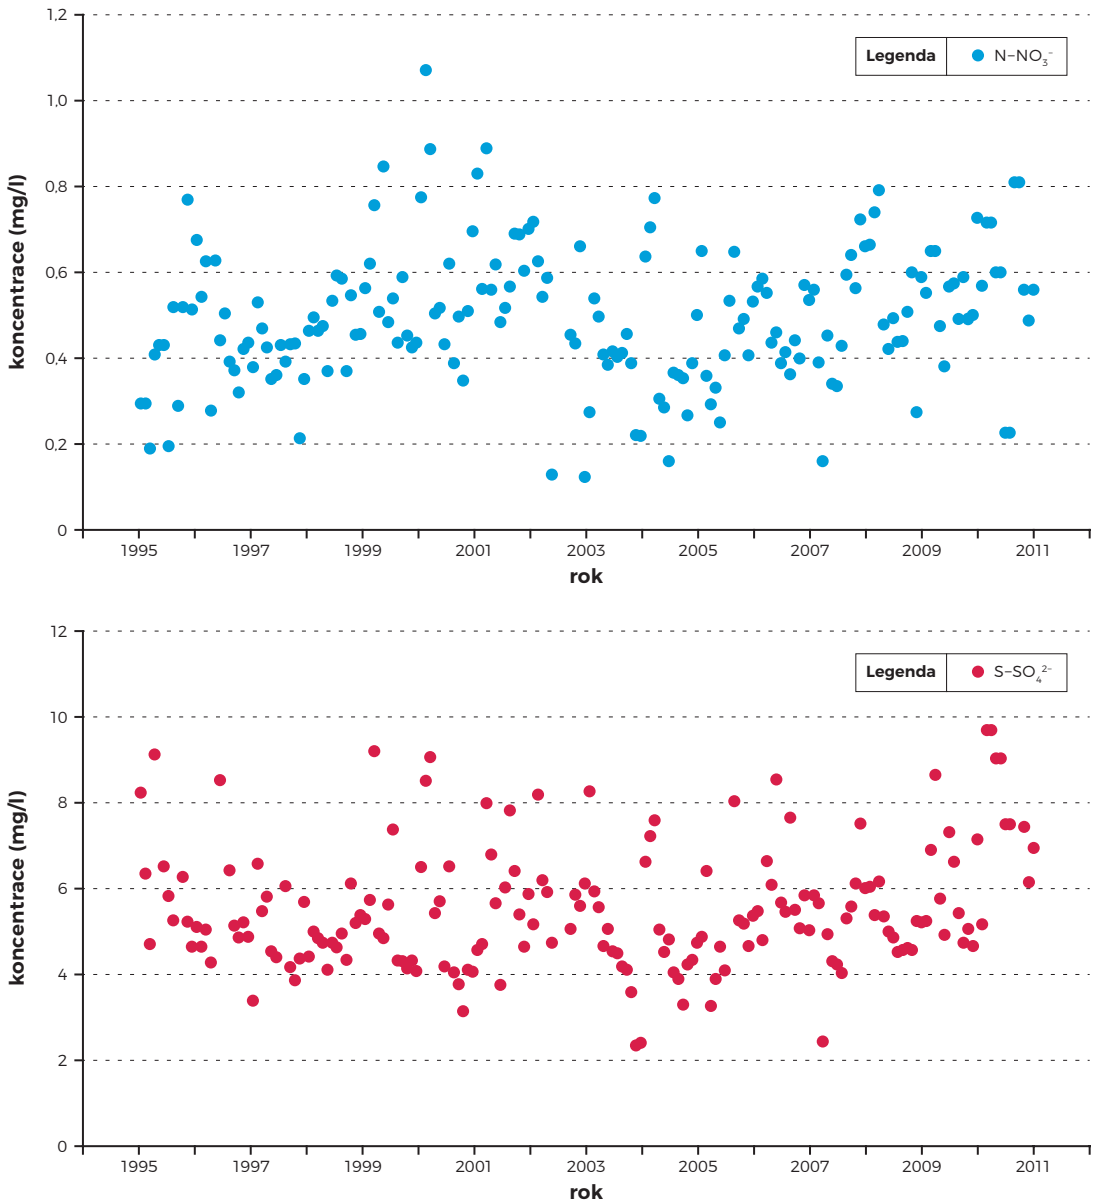 koncentrace (mg/l)
1,2
1,0
0,8
0,6
0,4
0,2
0
Legenda N–NO₃⁻
1995 1997 1999 2001 2003 2005 2007 2009 2011
rok
koncentrace (mg/l)
12
10
8
6
4
2
0
Legenda S–SO₄²⁻
1995 1997 1999 2001 2003 2005 2007 2009 2011
rok